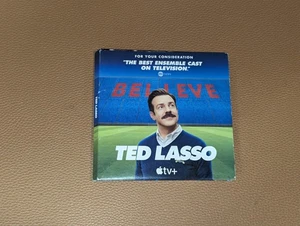 FOR YOUR CONSIDERATION
"THE BEST ENSEMBLE CAST
ON TELEVISION."
BELIEVE
TED LASSO
tv+